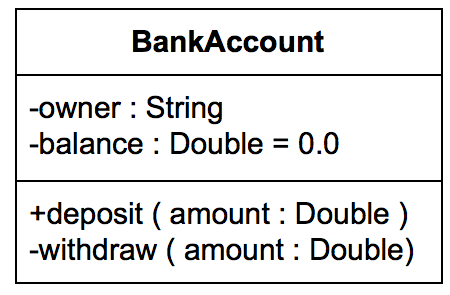 BankAccount
-owner : String
-balance : Double = 0.0
+deposit ( amount : Double )
-withdraw ( amount : Double)